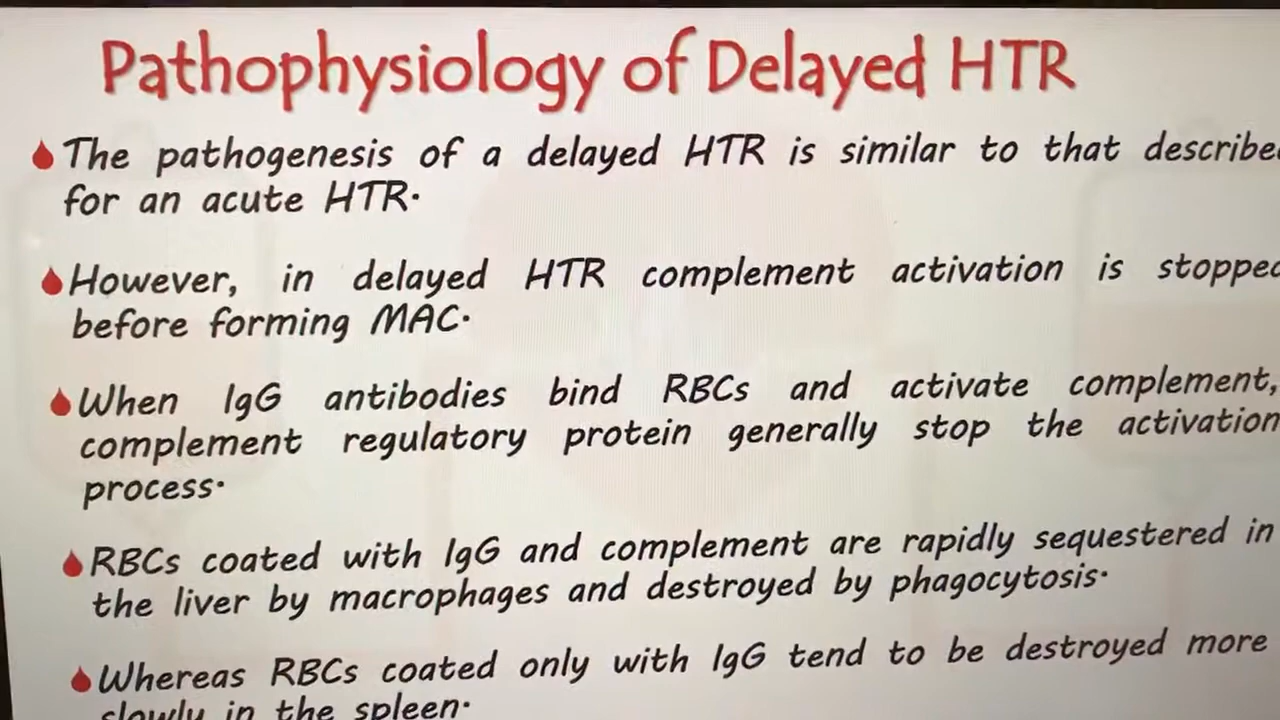 Pathophysiology of Delayed HTR
The pathogenesis of a delayed HTR is similar to that describe
for an acute HTR.
However, in delayed HTR complement activation is stopped
before forming MAC.
When IgG antibodies bind RBCs and activate complement,
complement regulatory protein generally stop the activation
process.
RBCs coated with IgG and complement are rapidly sequestered in
the liver by macrophages and destroyed by phagocytosis.
Whereas RBCs coated only with IgG tend to be destroyed more
slowly in the spleen.